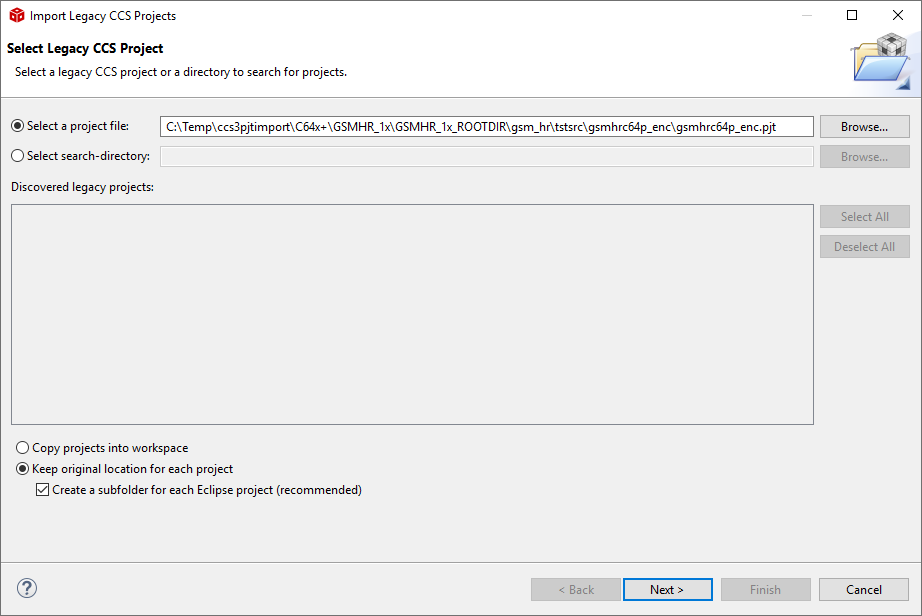 Import Legacy CCS Projects
Select Legacy CCS Project
Select a legacy CCS project or a directory to search for projects.
Select a project file: C:\Temp\ccs3pjtimport\C64x+\GSMHR_1x\GSMHR_1x_ROOTDIR\gsm_hr\tstsrc\gsmhrc64p_enc\gsmhrc64p_enc.pjt Browse...
Select search-directory: Browse...
Discovered legacy projects:
Select All
Deselect All
Copy projects into workspace
Keep original location for each project
Create a subfolder for each Eclipse project (recommended)
? < Back Next > Finish Cancel